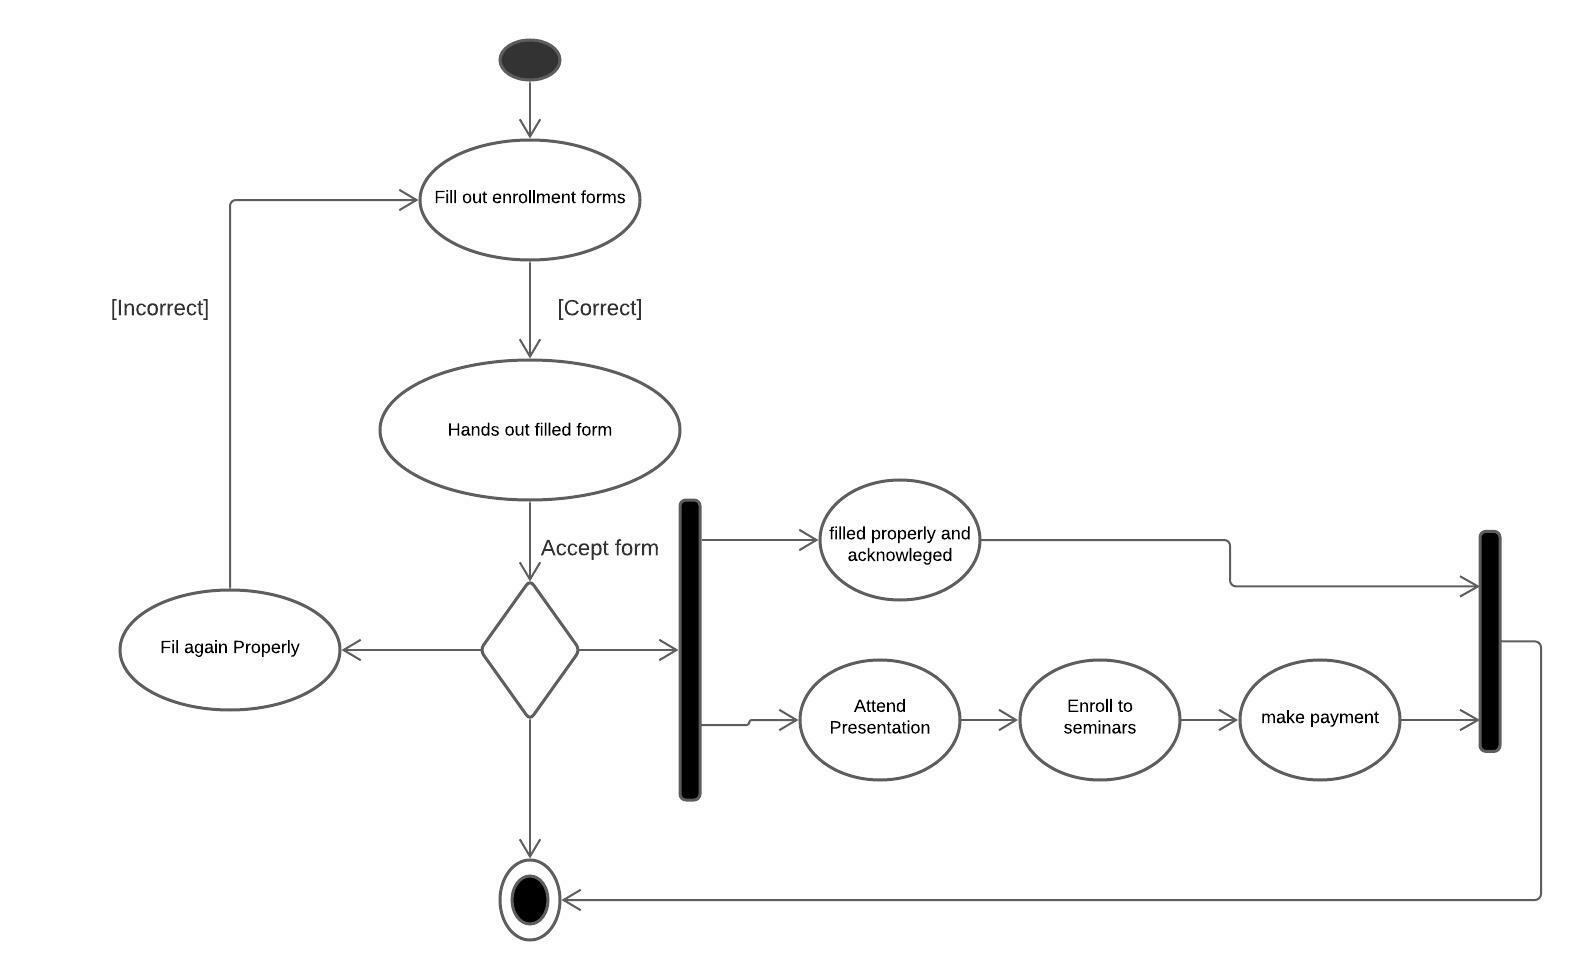 Fill out enrollment forms
[Incorrect]
[Correct]
Hands out filled form
Accept form
filled properly and
acknowleged
Fil again Properly
Attend
Presentation
Enroll to
seminars
make payment